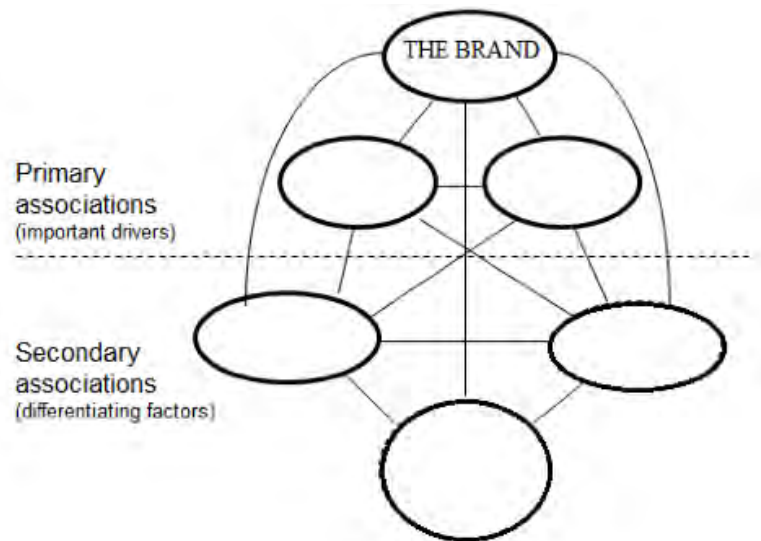 THE BRAND
Primary
associations
(important drivers)
Secondary
associations
(differentiating factors)